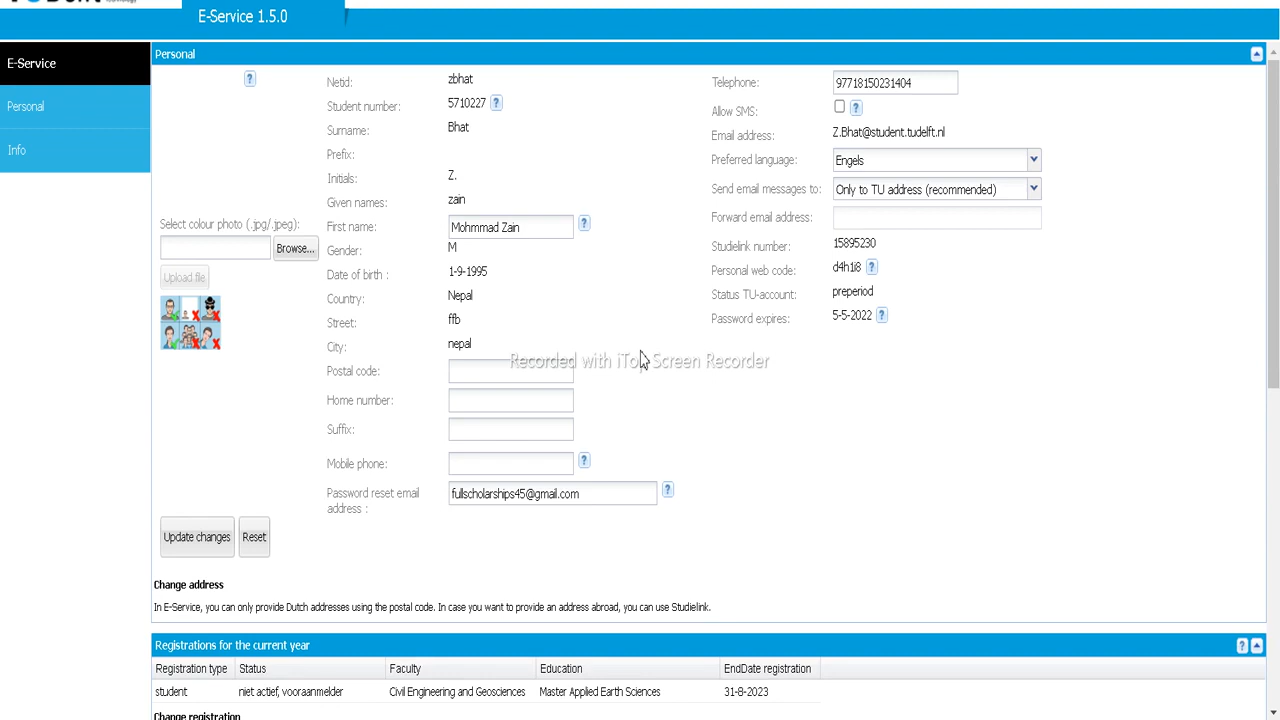 E-Service 1.5.0
E-Service
Personal
Info
Personal
Netid: zbhat
Student number: 5710227
Surname: Bhat
Prefix:
Initials: Z.
Given names: zain
First name: Mohmmad Zain
Gender: M
Date of birth : 1-9-1995
Country: Nepal
Street: ffb
City: nepal
Postal code:
Home number:
Suffix:
Mobile phone:
Password reset email
address :
fullscholarships45@gmail.com
Select colour photo (.jpg/.jpeg):
Browse...
Upload file
Update changes Reset
Telephone: 97718150231404
Allow SMS:
Email address: Z.Bhat@student.tudelft.nl
Preferred language: Engels
Send email messages to: Only to TU address (recommended)
Forward email address:
Studielink number: 15895230
Personal web code: d4h1i8
Status TU-account: preperiod
Password expires: 5-5-2022
Recorded with iTop Screen Recorder
Change address
In E-Service, you can only provide Dutch addresses using the postal code. In case you want to provide an address abroad, you can use Studielink.
Registrations for the current year
Registration type Status Faculty Education EndDate registration
student niet actief, vooraanmelder Civil Engineering and Geosciences Master Applied Earth Sciences 31-8-2023
Change registration